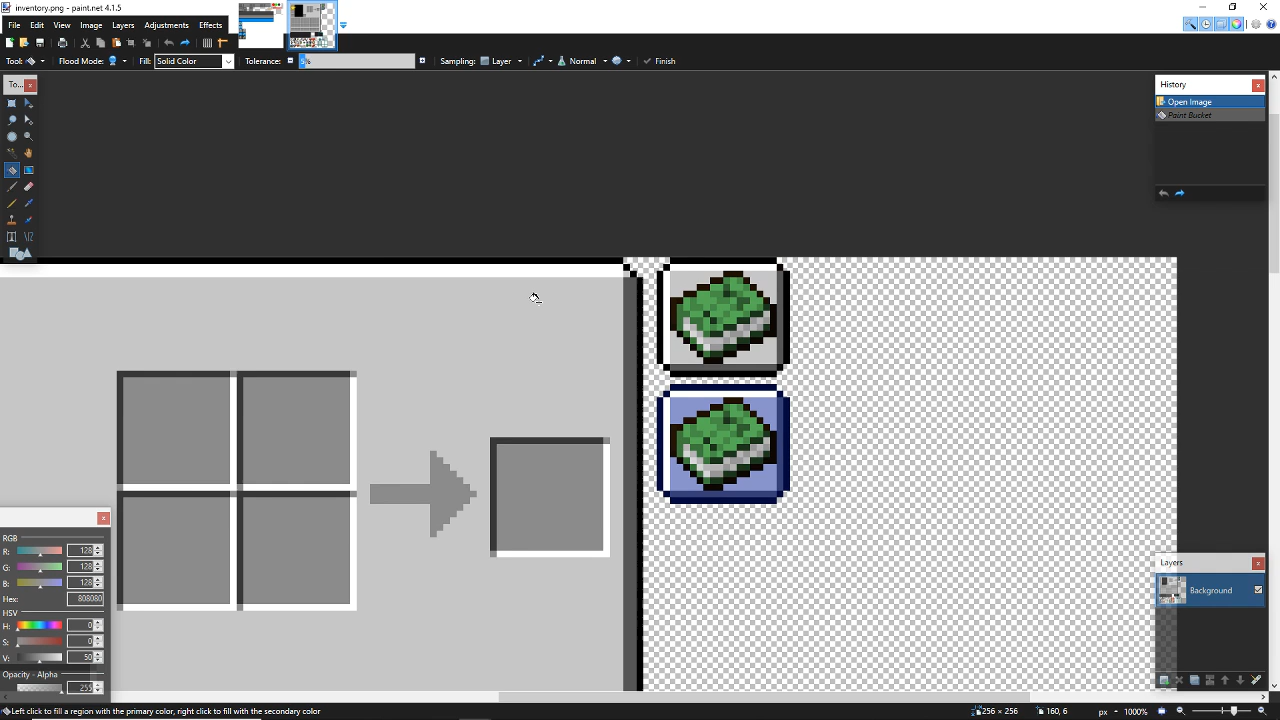 inventory.png - paint.net 4.1.5
File Edit View Image Layers Adjustments Effects
Tool: Flood Mode: Fill: Solid Color Tolerance: 5% Sampling: Layer Normal Finish
To...
History
Open Image
Paint Bucket
RGB
R: 128
G: 128
B: 128
Hex: 808080
HSV
H: 0
S: 0
V: 50
Opacity - Alpha
255
Layers
Background
Left click to fill a region with the primary color, right click to fill with the secondary color
256 × 256
160, 6
px
1000%